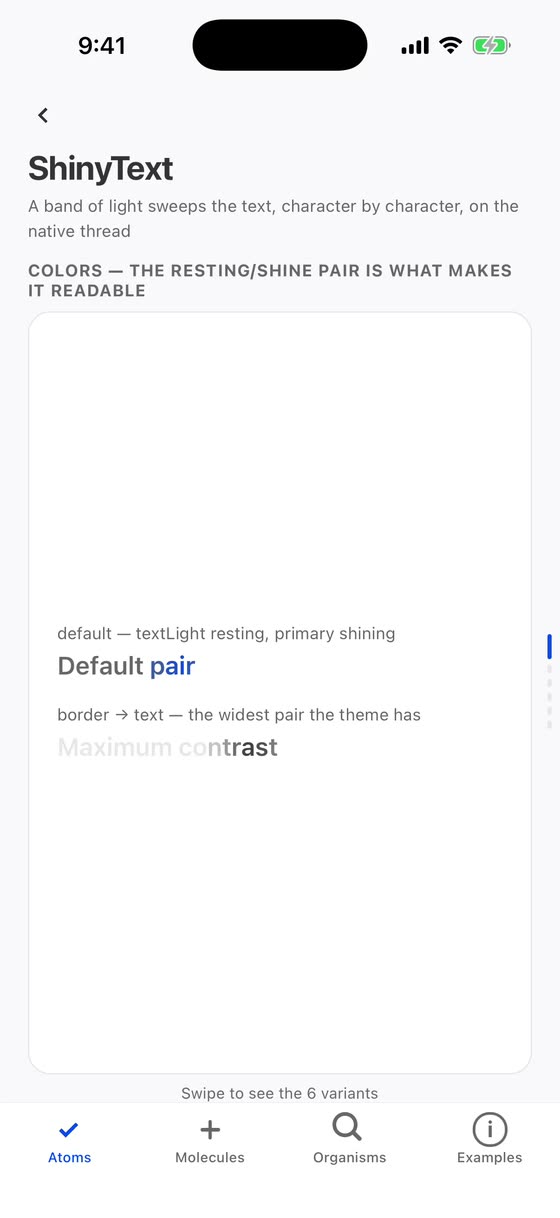 9:41
ShinyText
A band of light sweeps the text, character by character, on the
native thread
COLORS — THE RESTING/SHINE PAIR IS WHAT MAKES
IT READABLE
default — textLight resting, primary shining
Default pair
border → text — the widest pair the theme has
Maximum contrast
Swipe to see the 6 variants
Atoms
Molecules
Organisms
Examples